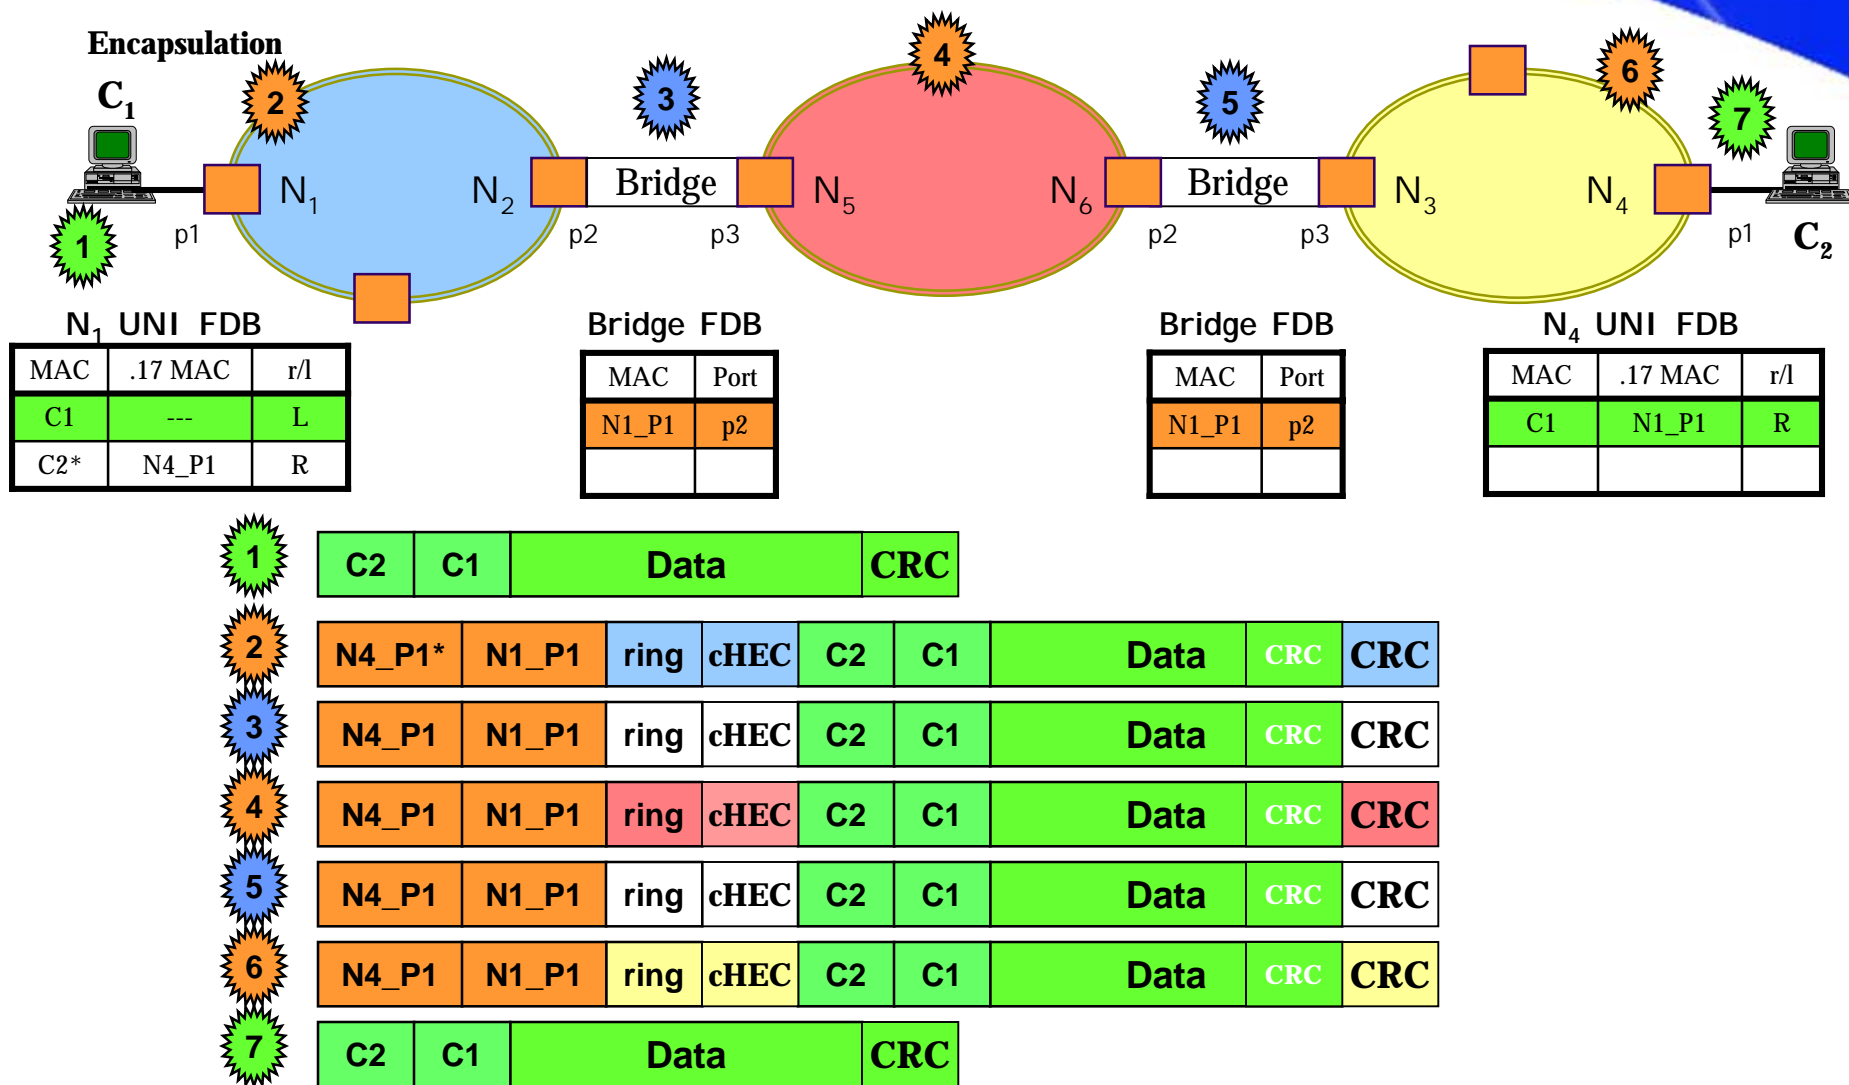 Encapsulation
C1
2
3
4
5
6
7
N1
N2
Bridge
N5
N6
Bridge
N3
N4
1
p1
p2
p3
p2
p3
p1
C2
N1 UNI FDB
MAC .17 MAC r/l
C1 --- L
C2* N4_P1 R
Bridge FDB
MAC Port
N1_P1 p2
Bridge FDB
MAC Port
N1_P1 p2
N4 UNI FDB
MAC .17 MAC r/l
C1 N1_P1 R
1 C2 C1 Data CRC
2 N4_P1* N1_P1 ring cHEC C2 C1 Data CRC CRC
3 N4_P1 N1_P1 ring cHEC C2 C1 Data CRC CRC
4 N4_P1 N1_P1 ring cHEC C2 C1 Data CRC CRC
5 N4_P1 N1_P1 ring cHEC C2 C1 Data CRC CRC
6 N4_P1 N1_P1 ring cHEC C2 C1 Data CRC CRC
7 C2 C1 Data CRC